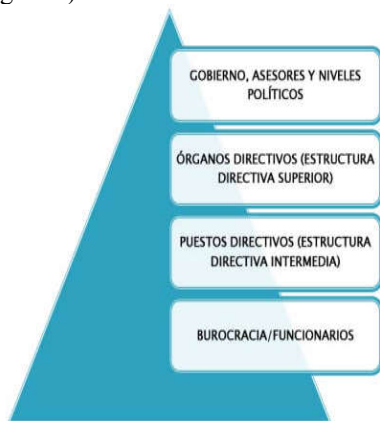 GOBIERNO, ASESORES Y NIVELES
POLÍTICOS
ÓRGANOS DIRECTIVOS (ESTRUCTURA
DIRECTIVA SUPERIOR)
PUESTOS DIRECTIVOS (ESTRUCTURA
DIRECTIVA INTERMEDIA)
BUROCRACIA/FUNCIONARIOS